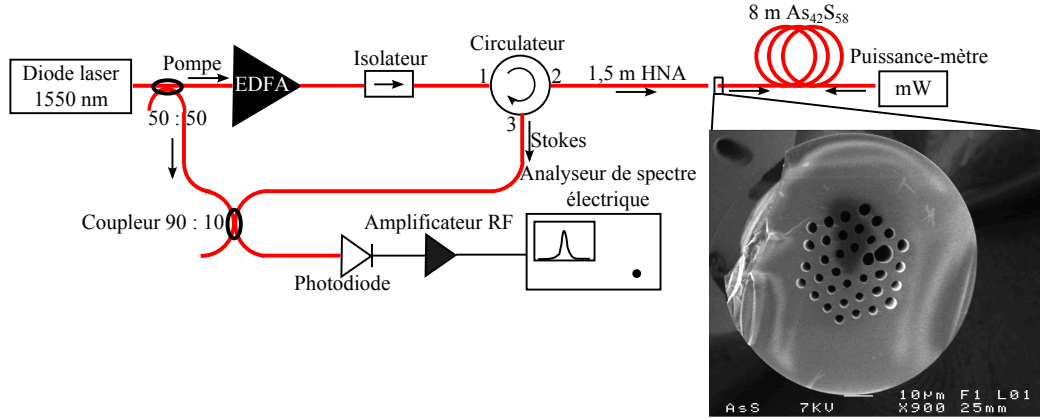 8 m As₄₂S₅₈
Circulateur
Puissance-mètre
Isolateur
Pompe
Diode laser
1550 nm
EDFA
1
2
1,5 m HNA
mW
50 : 50
3
Stokes
Analyseur de spectre
électrique
Coupleur 90 : 10
Amplificateur RF
Photodiode
10µm F1 L01
AsS 7KV X900 25mm